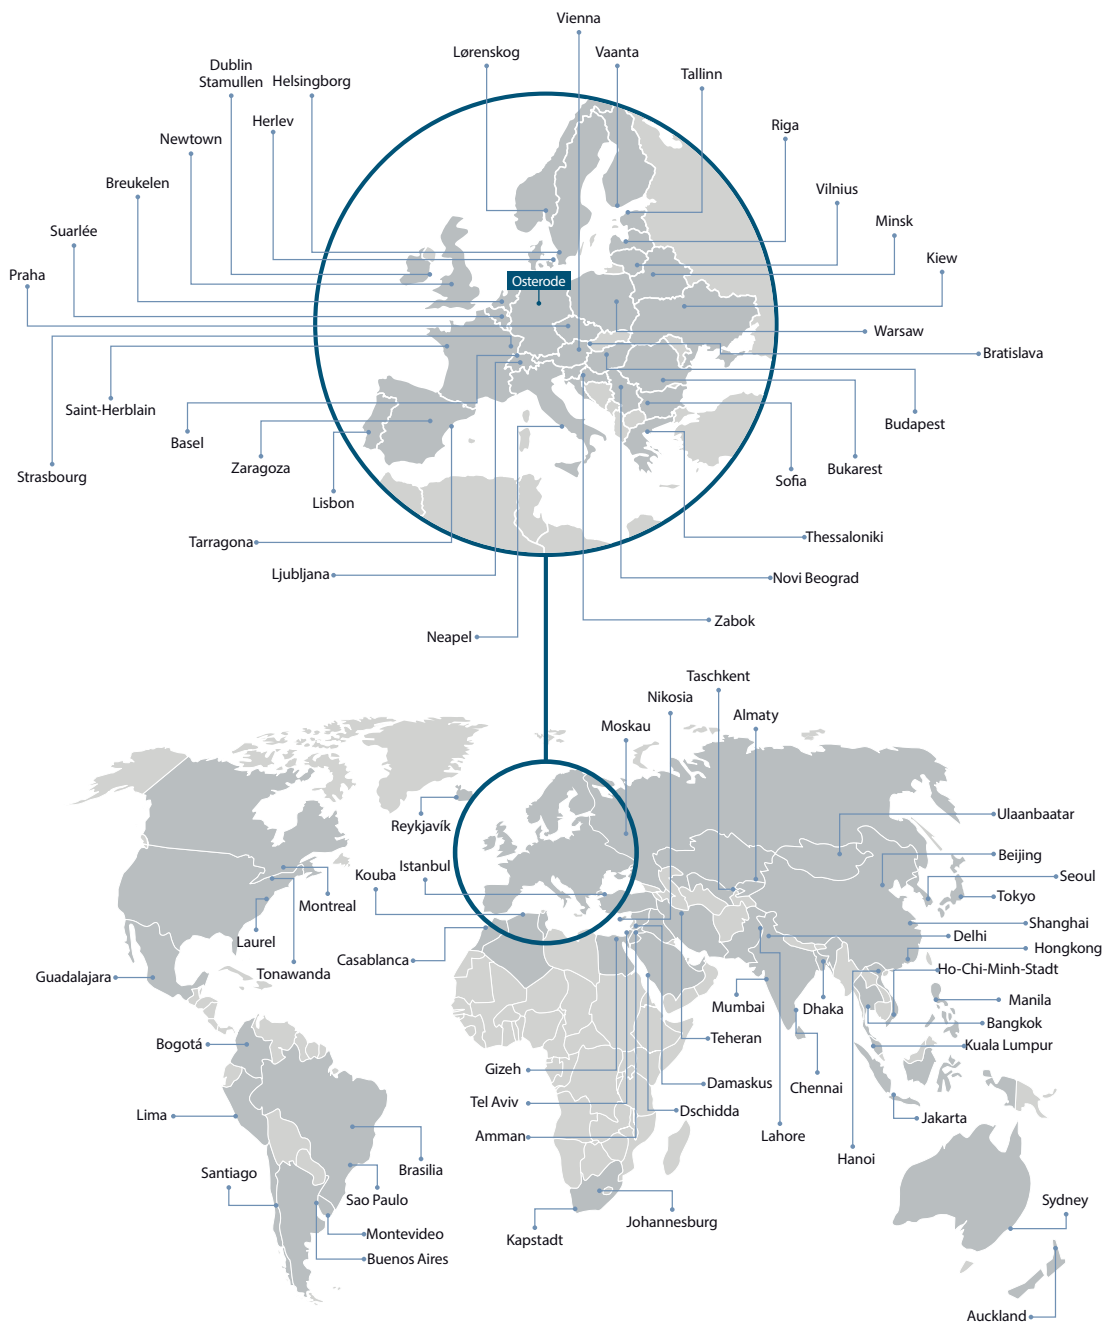 Vienna
Lørenskog
Vaanta
Dublin
Stamullen
Helsingborg
Tallinn
Herlev
Riga
Newtown
Breukelen
Vilnius
Suarlée
Minsk
Praha
Kiew
Osterode
Warsaw
Bratislava
Saint-Herblain
Budapest
Basel
Zaragoza
Bukarest
Strasbourg
Sofia
Lisbon
Tarragona
Thessaloniki
Ljubljana
Novi Beograd
Zabok
Neapel
Taschkent
Nikosia
Almaty
Moskau
Ulaanbaatar
Reykjavík
Beijing
Istanbul
Kouba
Seoul
Tokyo
Montreal
Shanghai
Laurel
Delhi
Hongkong
Casablanca
Tonawanda
Ho-Chi-Minh-Stadt
Guadalajara
Manila
Mumbai
Dhaka
Bangkok
Bogotá
Teheran
Kuala Lumpur
Gizeh
Damaskus
Chennai
Tel Aviv
Dschidda
Lima
Jakarta
Amman
Lahore
Hanoi
Brasilia
Santiago
Sao Paulo
Sydney
Johannesburg
Montevideo
Kapstadt
Buenos Aires
Auckland